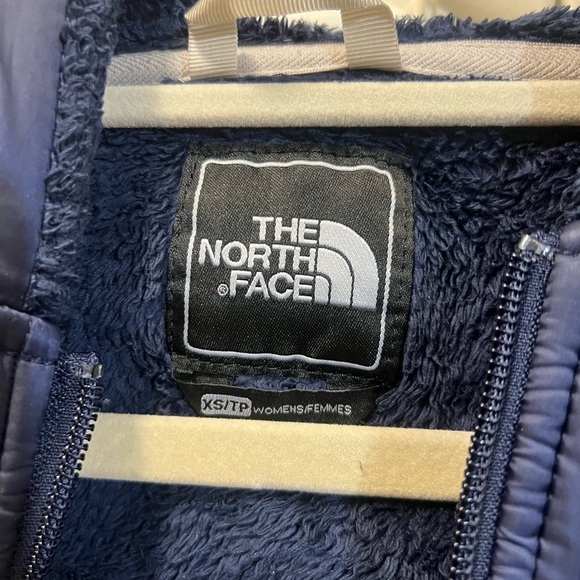 THE
NORTH
®FACE
XS/TP WOMENS/FEMMES